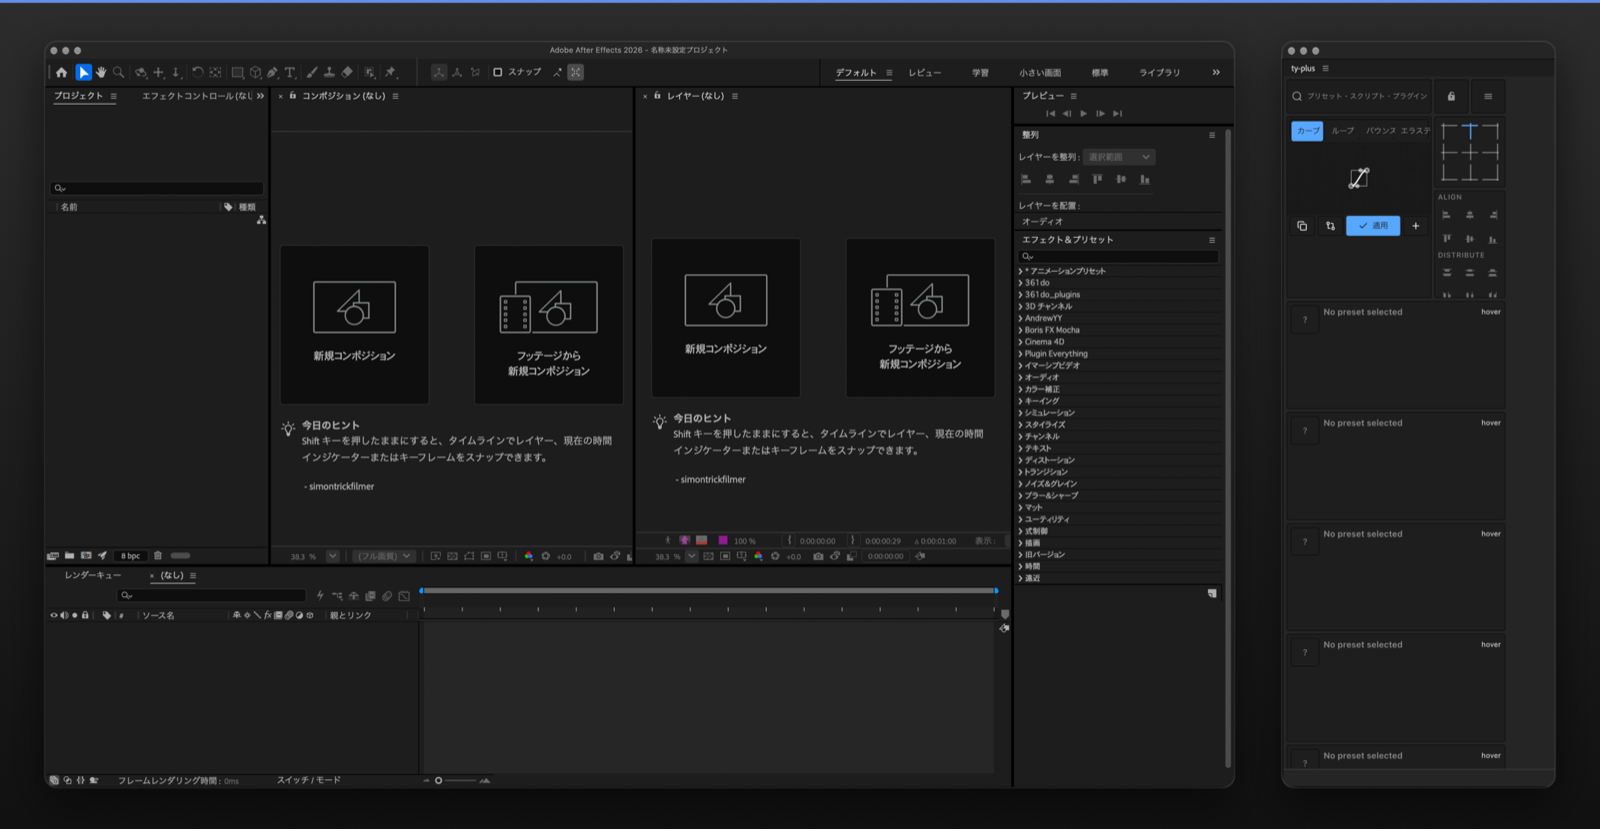 Adobe After Effects 2026 - 名称未設定プロジェクト
スナップ
デフォルト
レビュー
学習
小さい画面
標準
ライブラリ
プロジェクト
エフェクトコントロール (なし
コンポジション (なし)
レイヤー (なし)
名前
種類
8 bpc
新規コンポジション
フッテージから
新規コンポジション
今日のヒント
Shift キーを押したままにすると、タイムラインでレイヤー、現在の時間
インジケーターまたはキーフレームをスナップできます。
- simontrickfilmer
38.3 %
(フル画質)
+0.0
新規コンポジション
フッテージから
新規コンポジション
今日のヒント
Shift キーを押したままにすると、タイムラインでレイヤー、現在の時間
インジケーターまたはキーフレームをスナップできます。
- simontrickfilmer
100 %
0:00:00:00
0:00:00:29
0:00:01:00
表示 :
38.3 %
+0.0
0:00:00:00
プレビュー
整列
レイヤーを整列 :
選択範囲
レイヤーを配置 :
オーディオ
エフェクト&プリセット
* アニメーションプリセット
361do
361do_plugins
3D チャンネル
AndrewYY
Boris FX Mocha
Cinema 4D
Plugin Everything
イマーシブビデオ
オーディオ
カラー補正
キーイング
シミュレーション
スタイライズ
チャンネル
テキスト
ディストーション
トランジション
ノイズ&グレイン
ブラー&シャープ
マット
ユーティリティ
式制御
描画
旧バージョン
時間
遠近
レンダーキュー
(なし)
#
ソース名
fx
親とリンク
フレームレンダリング時間 : 0ms
スイッチ / モード
ty-plus
プリセット・スクリプト・プラグイン
カーブ
ループ
バウンス
エラステ
適用
ALIGN
DISTRIBUTE
?
No preset selected
hover
?
No preset selected
hover
?
No preset selected
hover
?
No preset selected
hover
?
No preset selected
hover